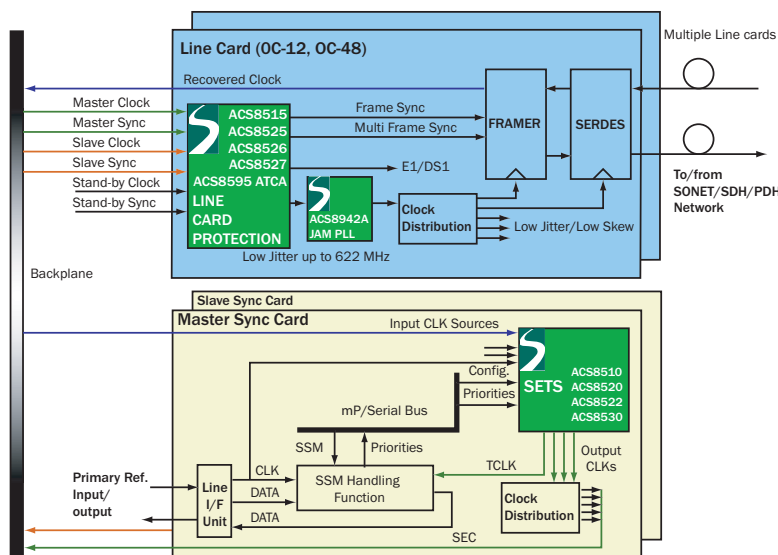 Line Card (OC-12, OC-48)
Multiple Line cards
Recovered Clock
Master Clock
Master Sync
Slave Clock
Slave Sync
Stand-by Clock
Stand-by Sync
ACS8515
ACS8525
ACS8526
ACS8527
ACS8595 ATCA
LINE
CARD
PROTECTION
Frame Sync
Multi Frame Sync
E1/DS1
FRAMER
SERDES
ACS8942A
JAM PLL
Clock
Distribution
Low Jitter/Low Skew
Low Jitter up to 622 MHz
To/from
SONET/SDH/PDH
Network
Backplane
Slave Sync Card
Master Sync Card
Input CLK Sources
Config.
Priorities
SETS
ACS8510
ACS8520
ACS8522
ACS8530
mP/Serial Bus
SSM
Priorities
TCLK
Output
CLKs
Primary Ref.
Input/
output
Line
I/F
Unit
CLK
DATA
DATA
SSM Handling
Function
Clock
Distribution
SEC